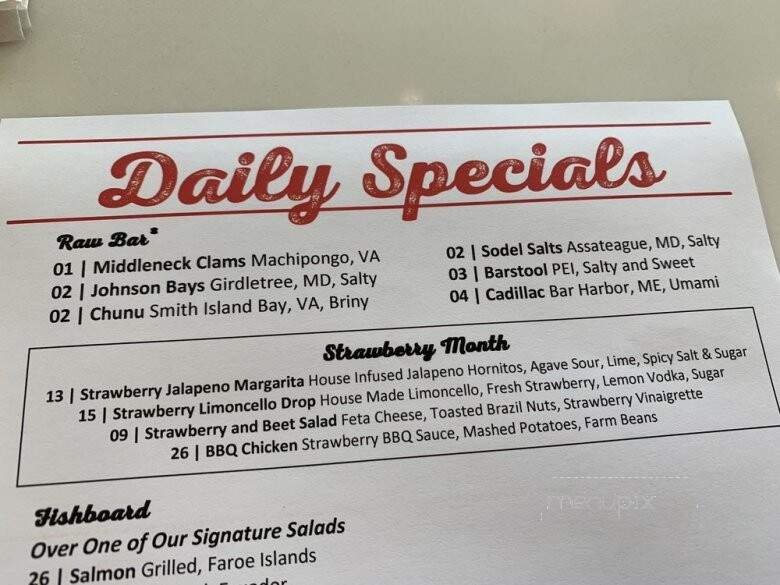 Daily Specials
Raw Bar*
01 | Middleneck Clams Machipongo, VA
02 | Johnson Bays Girdletree, MD, Salty
02 | Chunu Smith Island Bay, VA, Briny
02 | Sodel Salts Assateague, MD, Salty
03 | Barstool PEI, Salty and Sweet
04 | Cadillac Bar Harbor, ME, Umami
Strawberry Month
13 | Strawberry Jalapeno Margarita House Infused Jalapeno Hornitos, Agave Sour, Lime, Spicy Salt & Sugar
15 | Strawberry Limoncello Drop House Made Limoncello, Fresh Strawberry, Lemon Vodka, Sugar
09 | Strawberry and Beet Salad Feta Cheese, Toasted Brazil Nuts, Strawberry Vinaigrette
26 | BBQ Chicken Strawberry BBQ Sauce, Mashed Potatoes, Farm Beans
menupix
Fishboard
Over One of Our Signature Salads
26 | Salmon Grilled, Faroe Islands